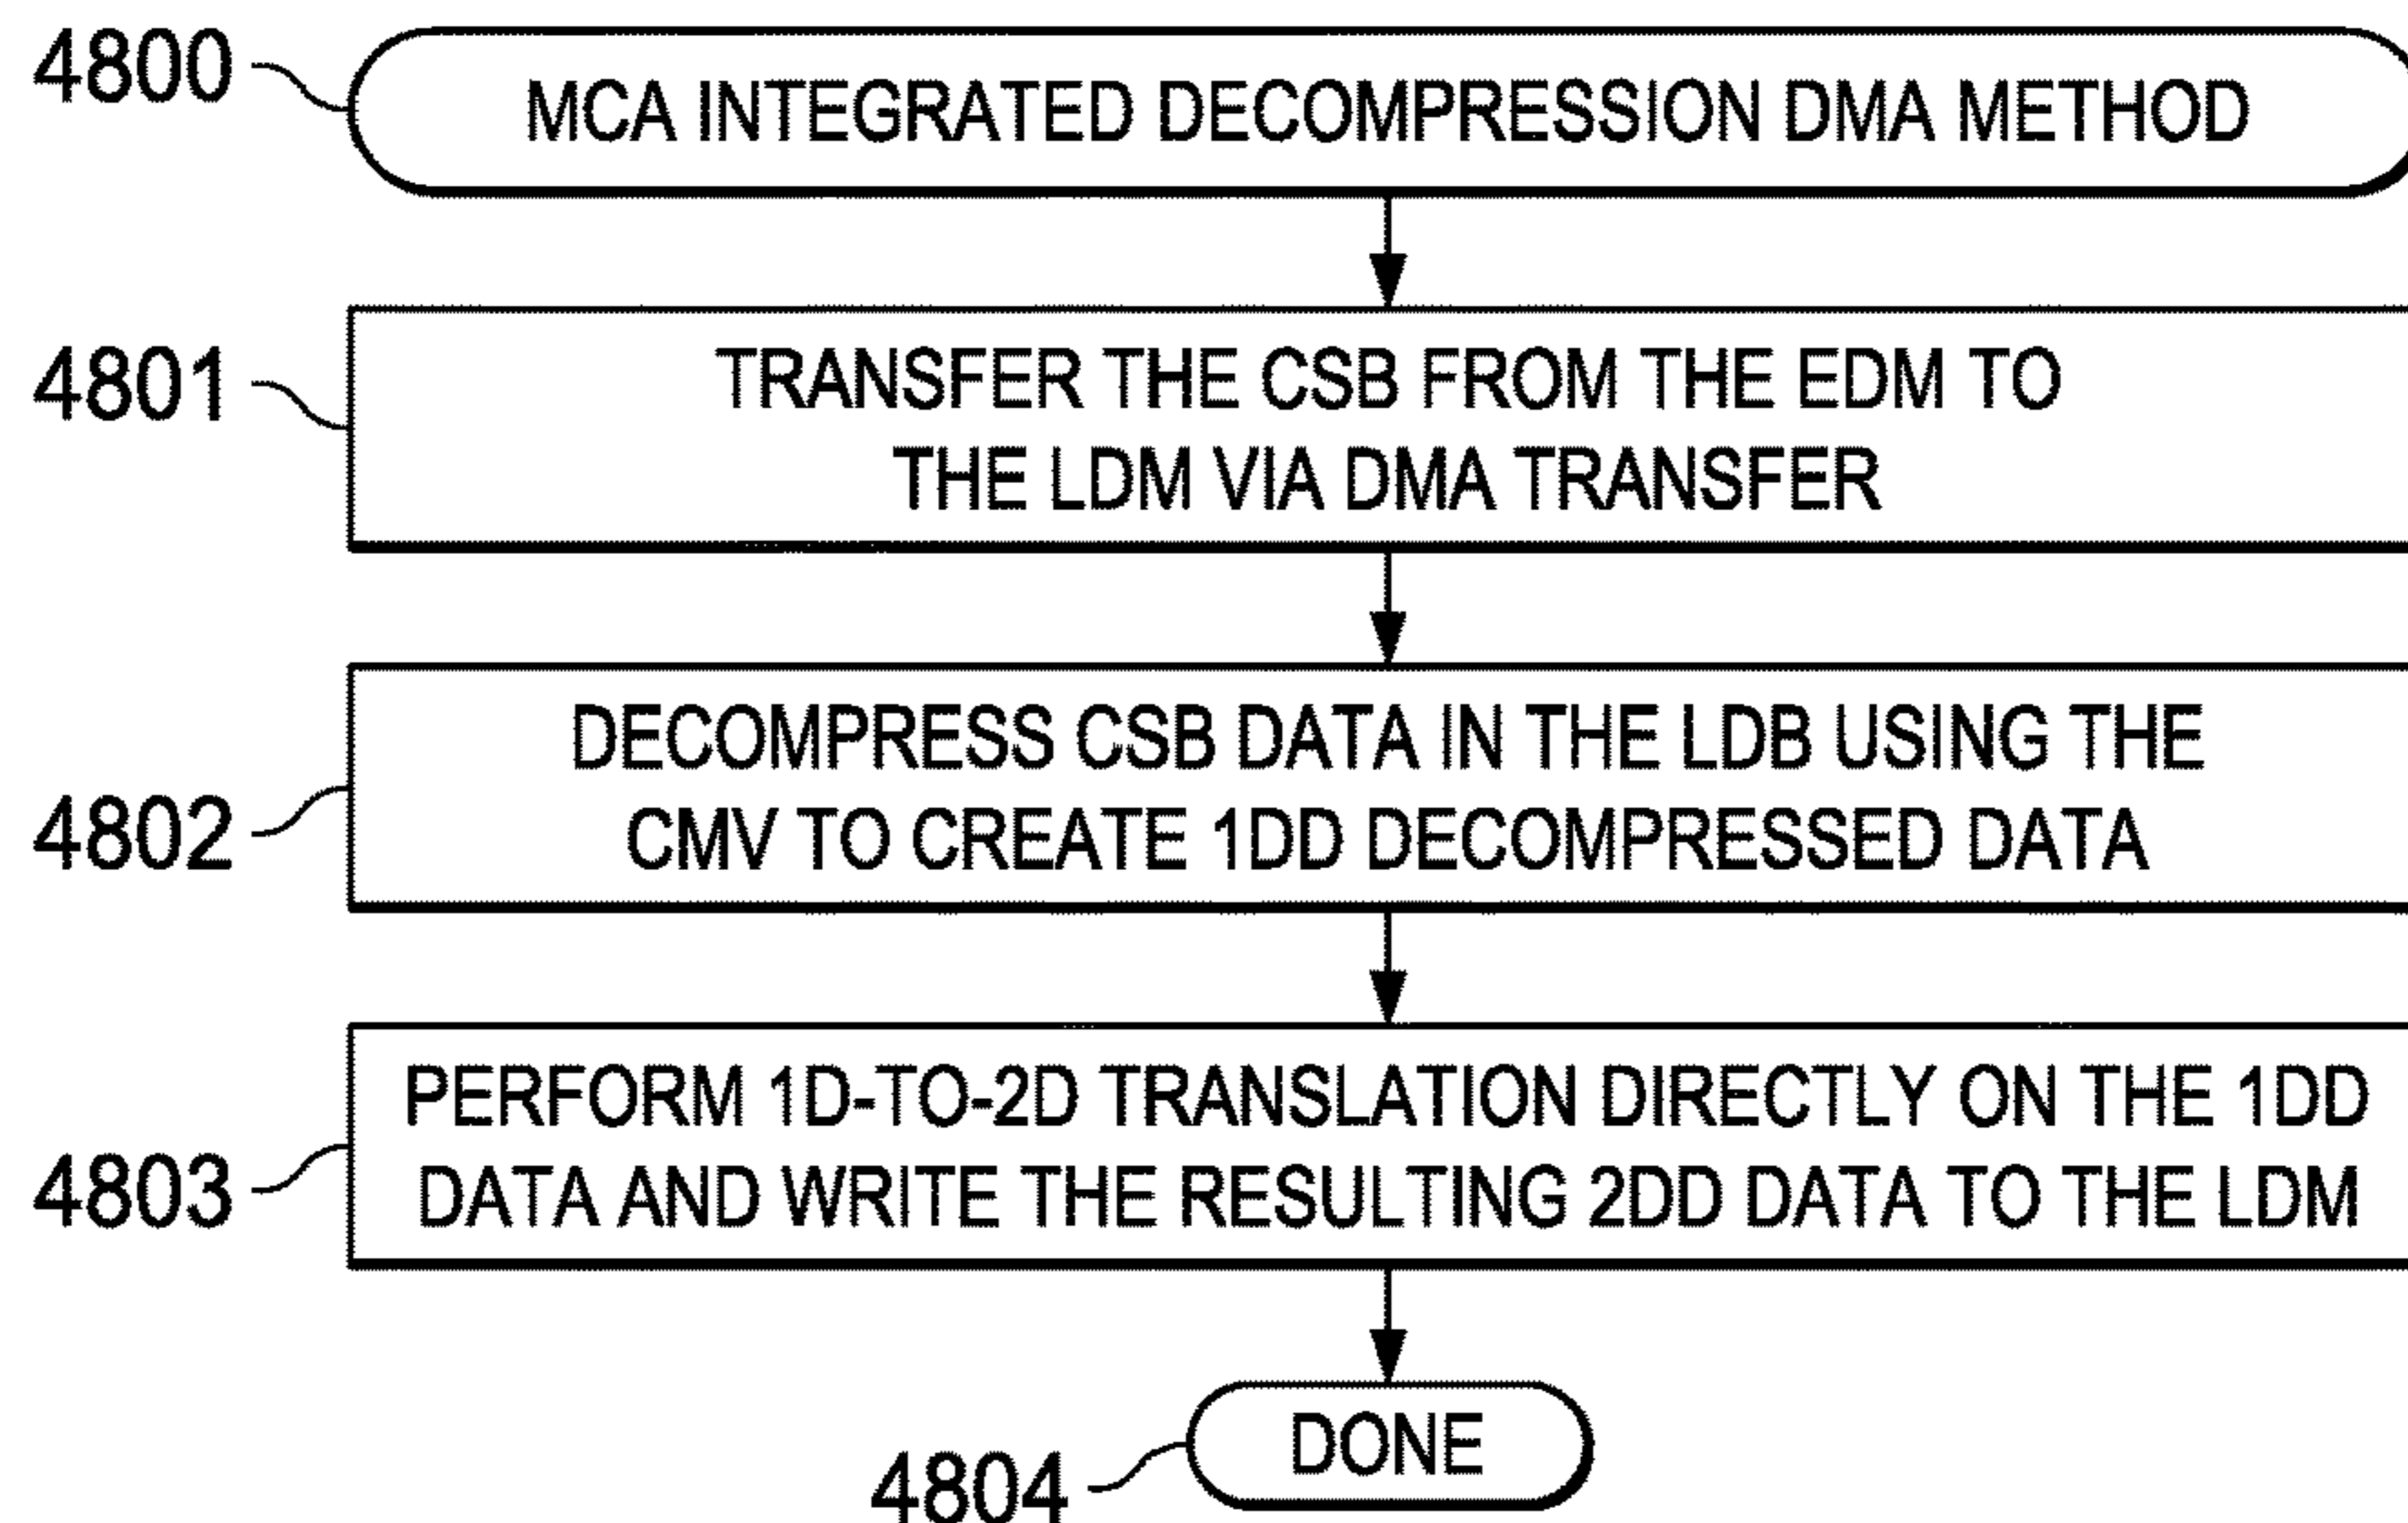 4800
MCA INTEGRATED DECOMPRESSION DMA METHOD
4801
TRANSFER THE CSB FROM THE EDM TO
THE LDM VIA DMA TRANSFER
4802
DECOMPRESS CSB DATA IN THE LDB USING THE
CMV TO CREATE 1DD DECOMPRESSED DATA
4803
PERFORM 1D-TO-2D TRANSLATION DIRECTLY ON THE 1DD
DATA AND WRITE THE RESULTING 2DD DATA TO THE LDM
DONE
4804